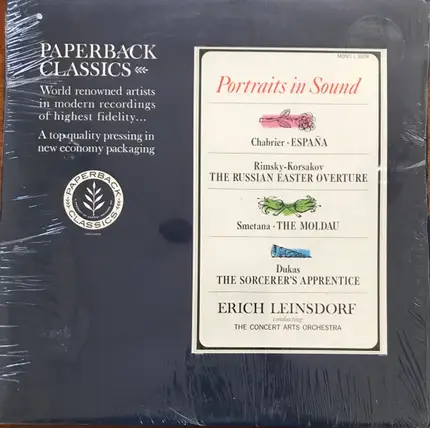 PAPERBACK
CLASSICS
World renowned artists
in modern recordings
of highest fidelity...
A top-quality pressing in
new economy packaging
PAPERBACK
CLASSICS
Portraits in Sound
Chabrier · ESPAÑA
Rimsky-Korsakov
THE RUSSIAN EASTER OVERTURE
Smetana · THE MOLDAU
Dukas
THE SORCERER'S APPRENTICE
ERICH LEINSDORF
conducting
THE CONCERT ARTS ORCHESTRA